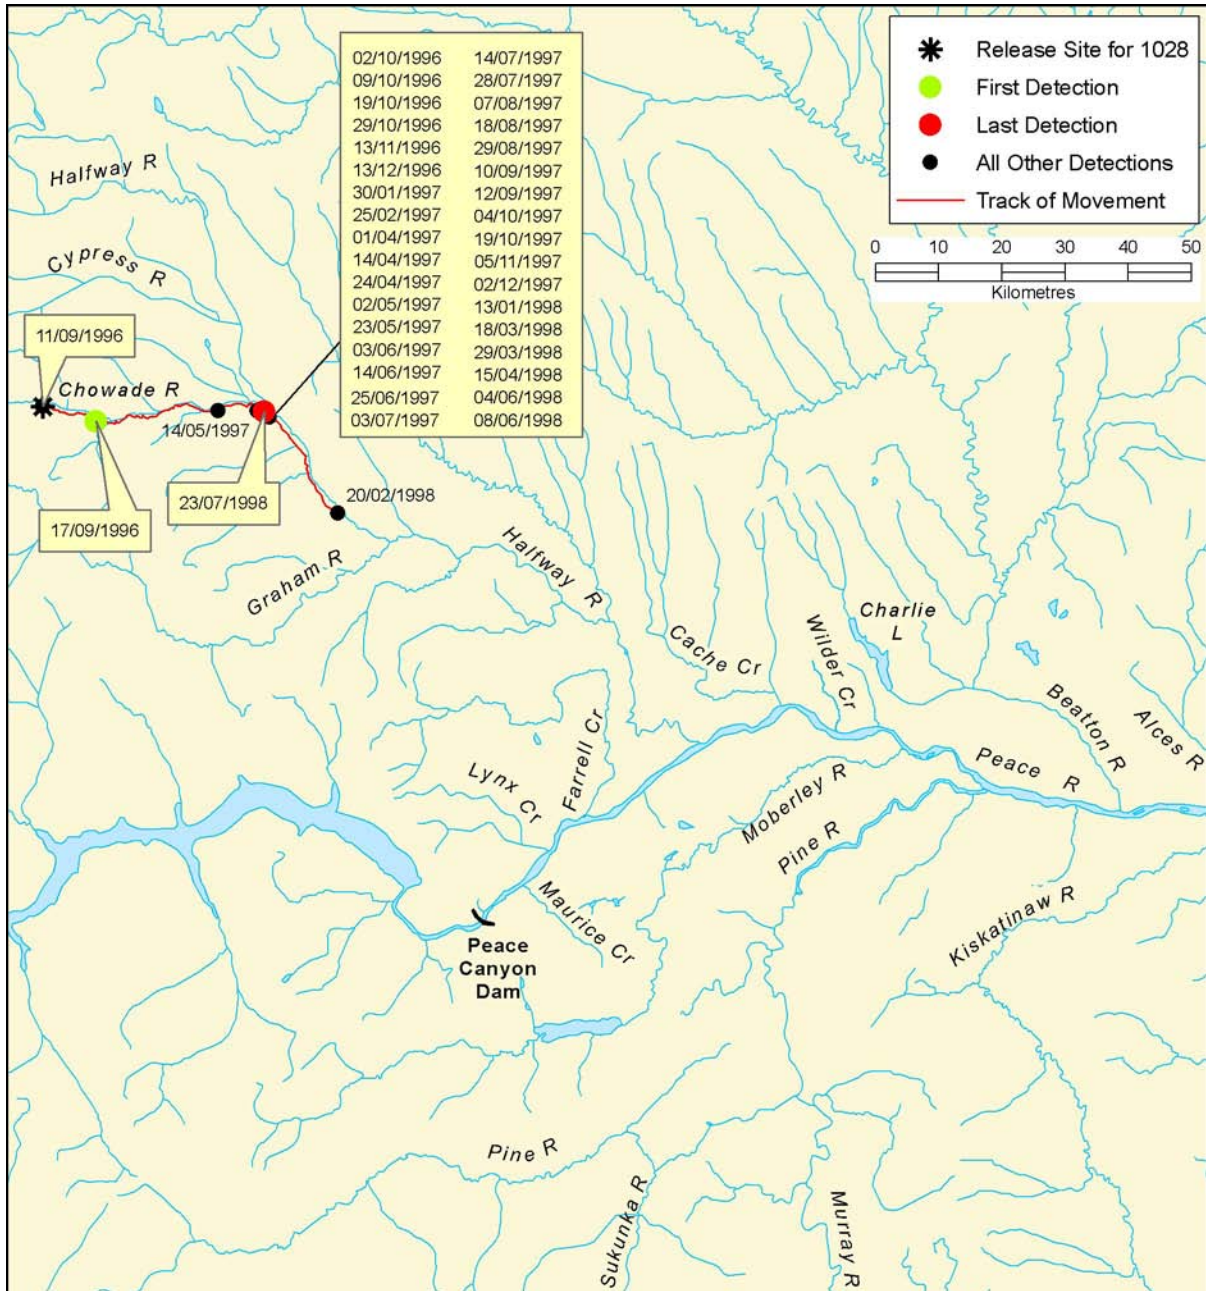 02/10/1996 14/07/1997
09/10/1996 28/07/1997
19/10/1996 07/08/1997
29/10/1996 18/08/1997
13/11/1996 29/08/1997
13/12/1996 10/09/1997
30/01/1997 12/09/1997
25/02/1997 04/10/1997
01/04/1997 19/10/1997
14/04/1997 05/11/1997
24/04/1997 02/12/1997
02/05/1997 13/01/1998
23/05/1997 18/03/1998
03/06/1997 29/03/1998
14/06/1997 15/04/1998
25/06/1997 04/06/1998
03/07/1997 08/06/1998
Release Site for 1028
First Detection
Last Detection
All Other Detections
Track of Movement
0 10 20 30 40 50
Kilometres
Halfway R
Cypress R
11/09/1996
Chowade R
14/05/1997
23/07/1998
17/09/1996
20/02/1998
Graham R
Halfway R
Cache Cr
Wilder Cr
Charlie
L
Beatton R
Alces R
Peace R
Farrell Cr
Lynx Cr
Moberley R
Pine R
Maurice Cr
Kiskatinaw R
Peace
Canyon
Dam
Pine R
Sukunka R
Murray R